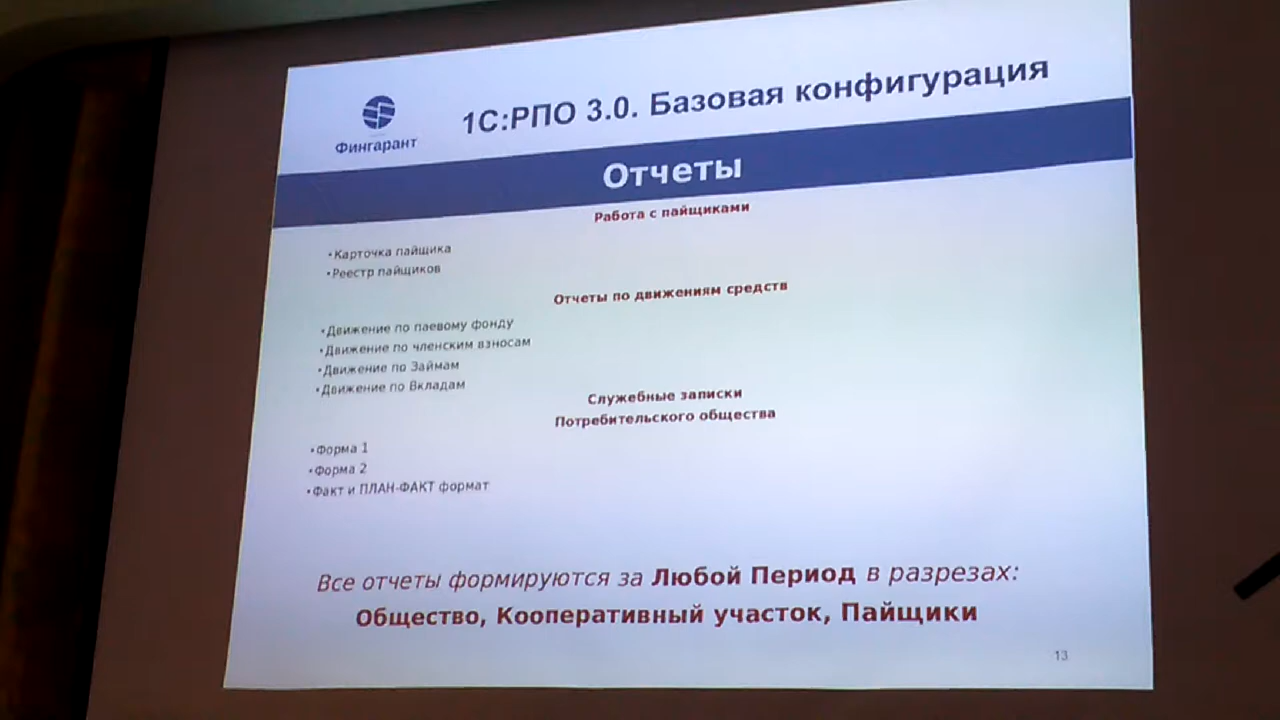 1С:РПО 3.0. Базовая конфигурация
Фингарант
Отчеты
Работа с пайщиками
•Карточка пайщика
•Реестр пайщиков
Отчеты по движениям средств
•Движение по паевому фонду
•Движение по членским взносам
•Движение по Займам
•Движение по Вкладам
Служебные записки
Потребительского общества
•Форма 1
•Форма 2
•Факт и ПЛАН-ФАКТ формат
Все отчеты формируются за Любой Период в разрезах:
Общество, Кооперативный участок, Пайщики
13